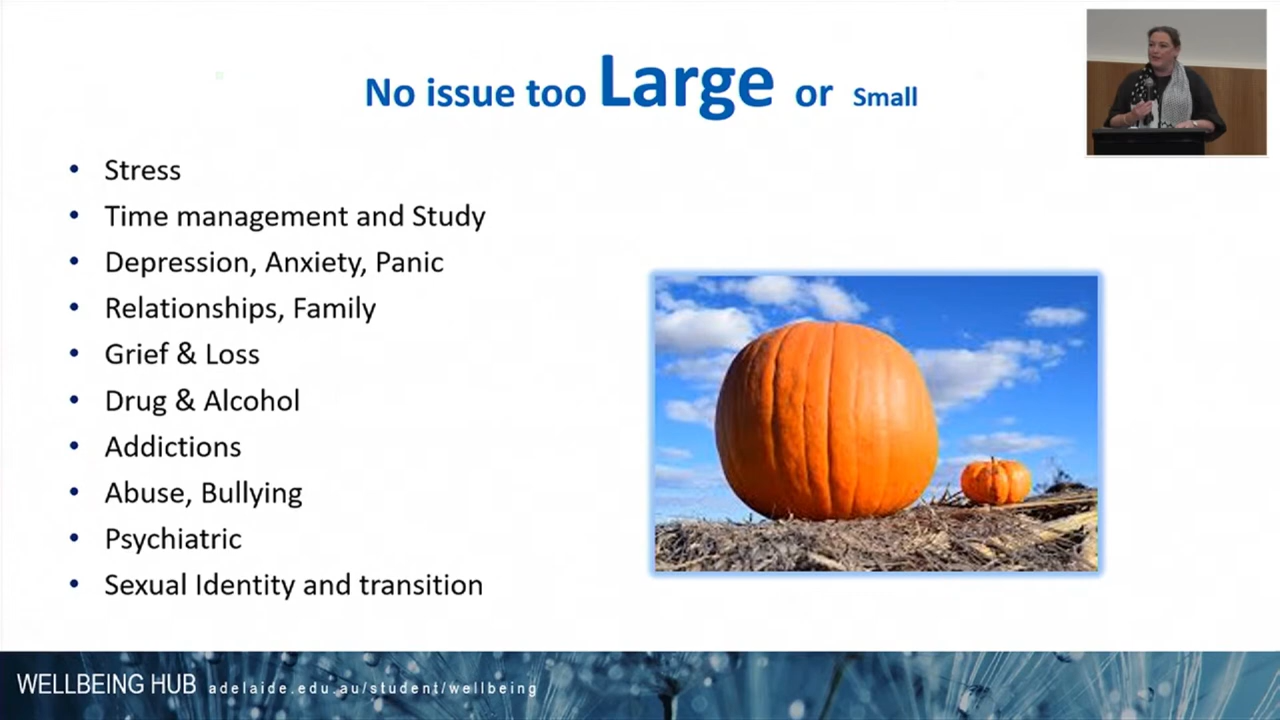 No issue too Large or Small
• Stress
• Time management and Study
• Depression, Anxiety, Panic
• Relationships, Family
• Grief & Loss
• Drug & Alcohol
• Addictions
• Abuse, Bullying
• Psychiatric
• Sexual Identity and transition
WELLBEING HUB adelaide.edu.au/student/wellbeing